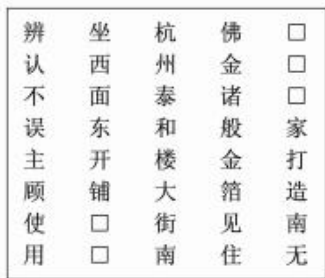 □□□家打造南无
佛金诸般金箔见住
杭州泰和楼大街南
坐西面东开铺□□
辨认不误主顾使用